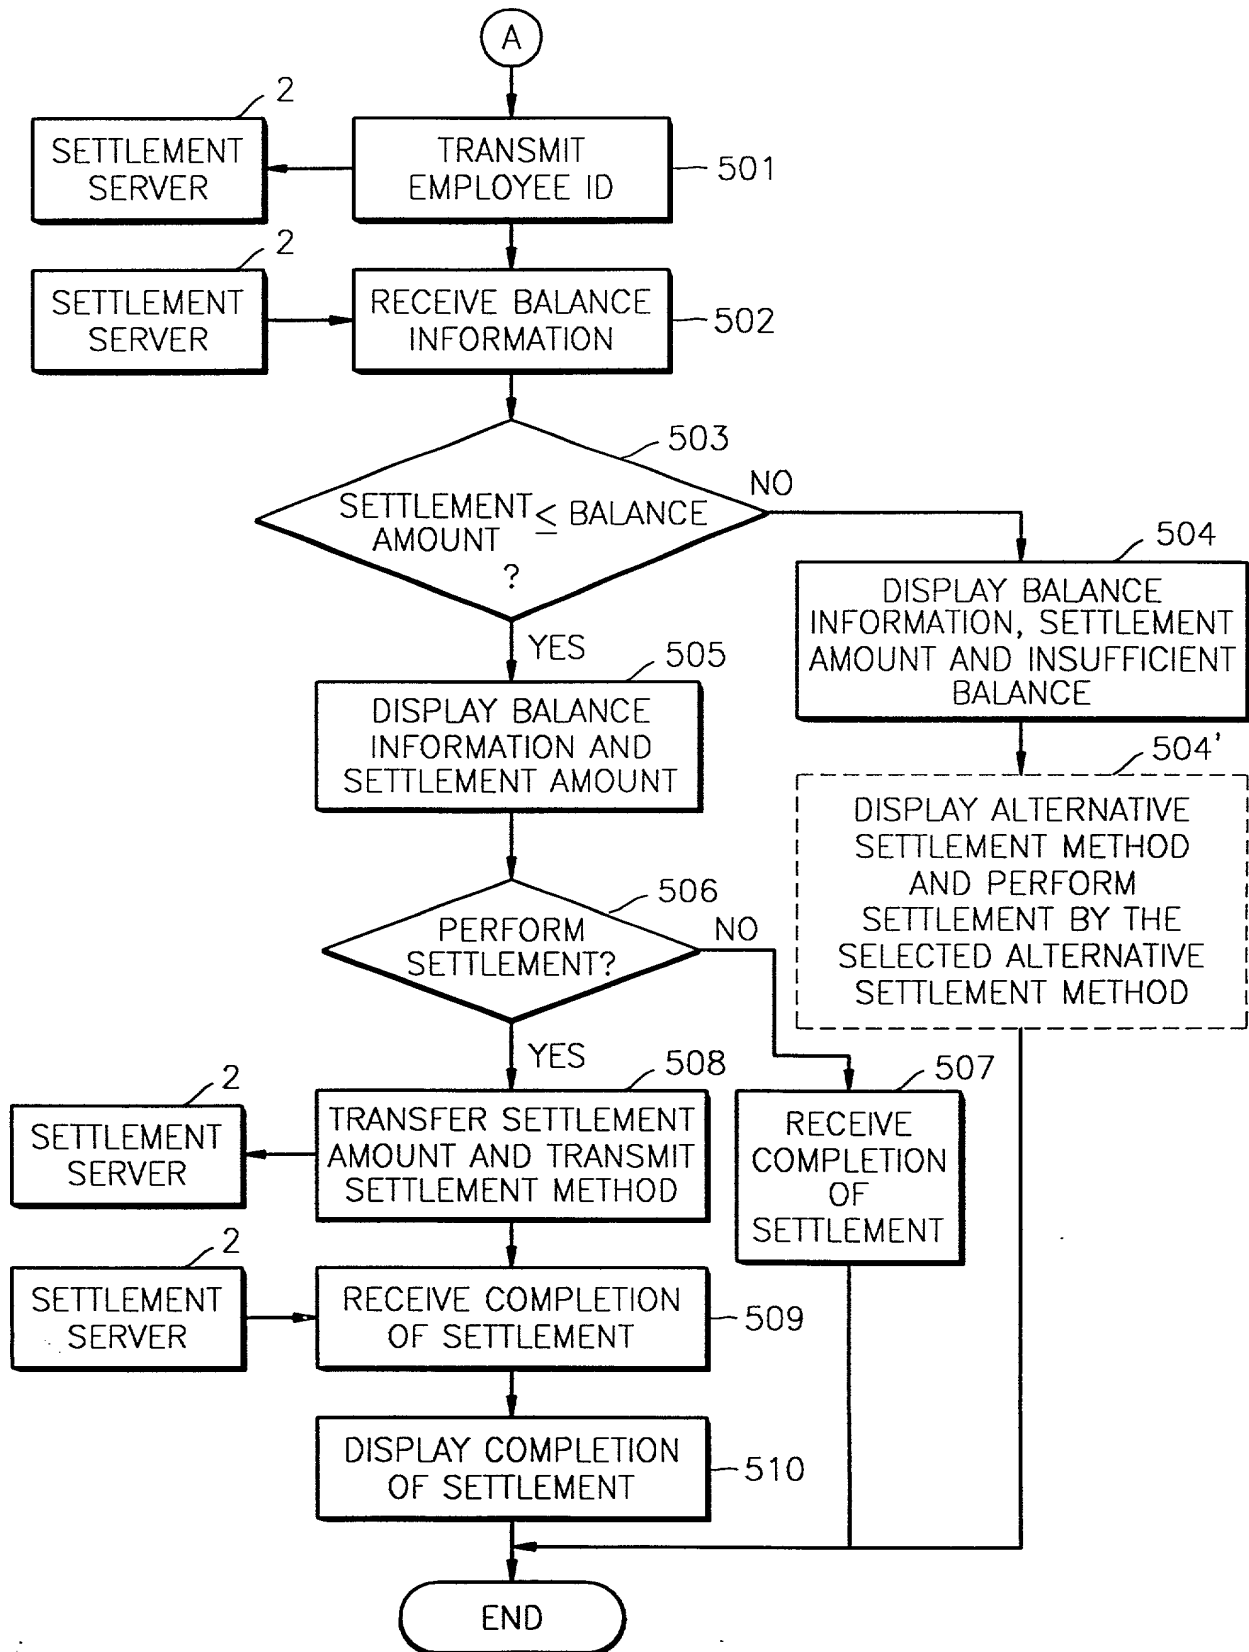 A
2
SETTLEMENT
SERVER
TRANSMIT
EMPLOYEE ID
501
2
SETTLEMENT
SERVER
RECEIVE BALANCE
INFORMATION
502
503
SETTLEMENT ≤ BALANCE
AMOUNT
?
NO
YES
504
DISPLAY BALANCE
INFORMATION, SETTLEMENT
AMOUNT AND INSUFFICIENT
BALANCE
505
DISPLAY BALANCE
INFORMATION AND
SETTLEMENT AMOUNT
504'
DISPLAY ALTERNATIVE
SETTLEMENT METHOD
AND PERFORM
SETTLEMENT BY THE
SELECTED ALTERNATIVE
SETTLEMENT METHOD
506
PERFORM
SETTLEMENT?
NO
YES
507
RECEIVE
COMPLETION
OF
SETTLEMENT
508
TRANSFER SETTLEMENT
AMOUNT AND TRANSMIT
SETTLEMENT METHOD
2
SETTLEMENT
SERVER
2
SETTLEMENT
SERVER
RECEIVE COMPLETION
OF SETTLEMENT
509
DISPLAY COMPLETION
OF SETTLEMENT
510
END